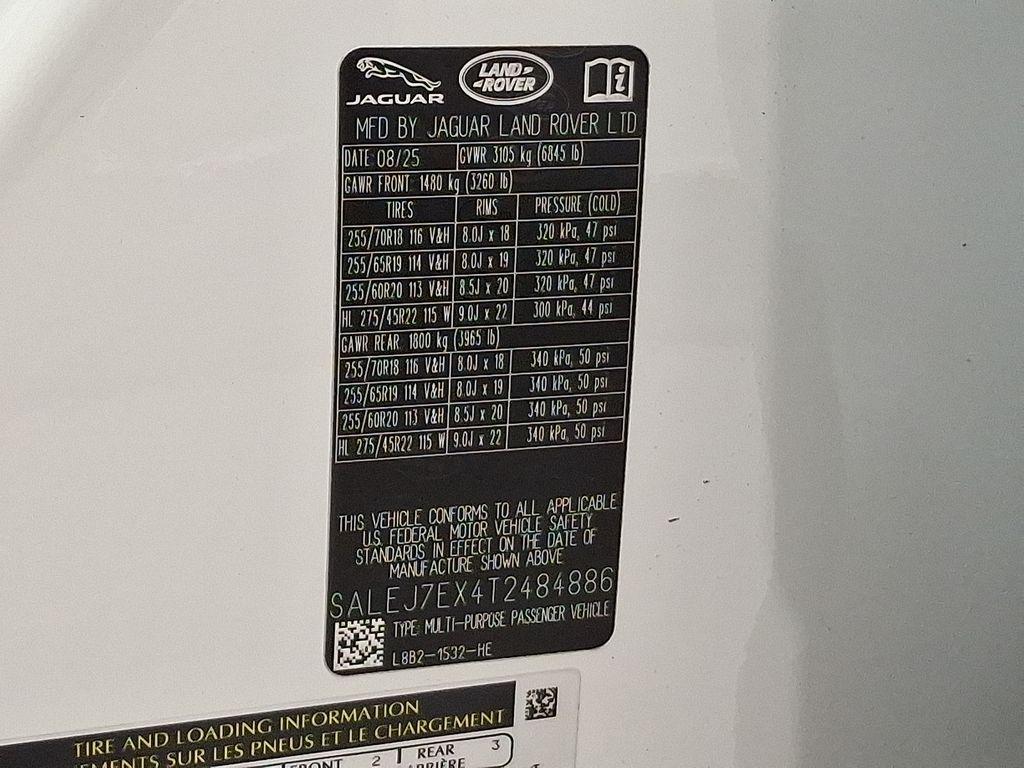 JAGUAR
LAND ROVER
MFD BY JAGUAR LAND ROVER LTD
DATE 08/25 GVWR 3105 kg (6845 lb)
GAWR FRONT 1480 kg (3260 lb)
TIRES RIMS PRESSURE (COLD)
255/70R18 116 V&H 8.0J x 18 320 kPa, 47 psi
255/65R19 114 V&H 8.0J x 19 320 kPa, 47 psi
255/60R20 113 V&H 8.5J x 20 320 kPa, 47 psi
HL 275/45R22 115 W 9.0J x 22 300 kPa, 44 psi
GAWR REAR 1800 kg (3965 lb)
255/70R18 116 V&H 8.0J x 18 340 kPa, 50 psi
255/65R19 114 V&H 8.0J x 19 340 kPa, 50 psi
255/60R20 113 V&H 8.5J x 20 340 kPa, 50 psi
HL 275/45R22 115 W 9.0J x 22 340 kPa, 50 psi
THIS VEHICLE CONFORMS TO ALL APPLICABLE
U.S. FEDERAL MOTOR VEHICLE SAFETY
STANDARDS IN EFFECT ON THE DATE OF
MANUFACTURE SHOWN ABOVE
SALEJ7EX4T2484886
TYPE: MULTI-PURPOSE PASSENGER VEHICLE
L8B2-1532-HE
TIRE AND LOADING INFORMATION
SUR LES PNEUS ET LE CHARGEMENT
FRONT 2 REAR 3